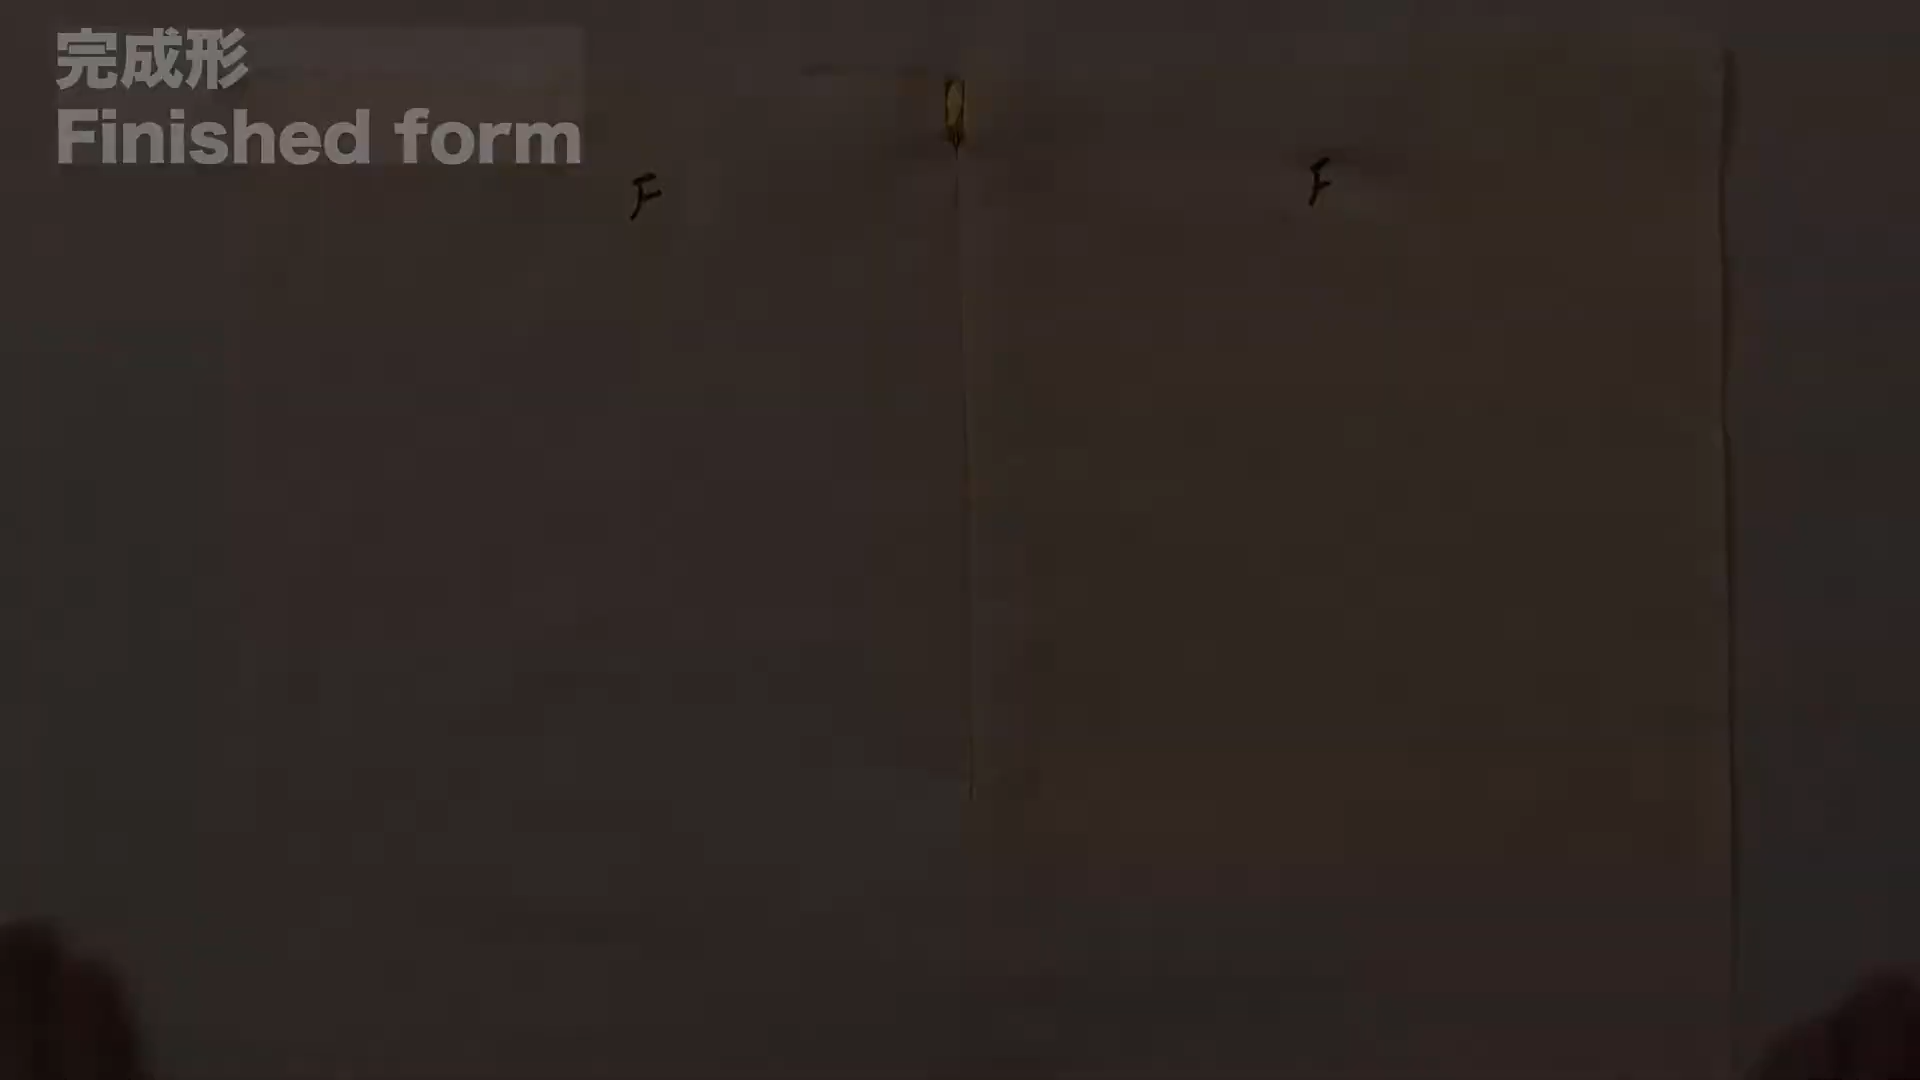 完成形
Finished form
F F